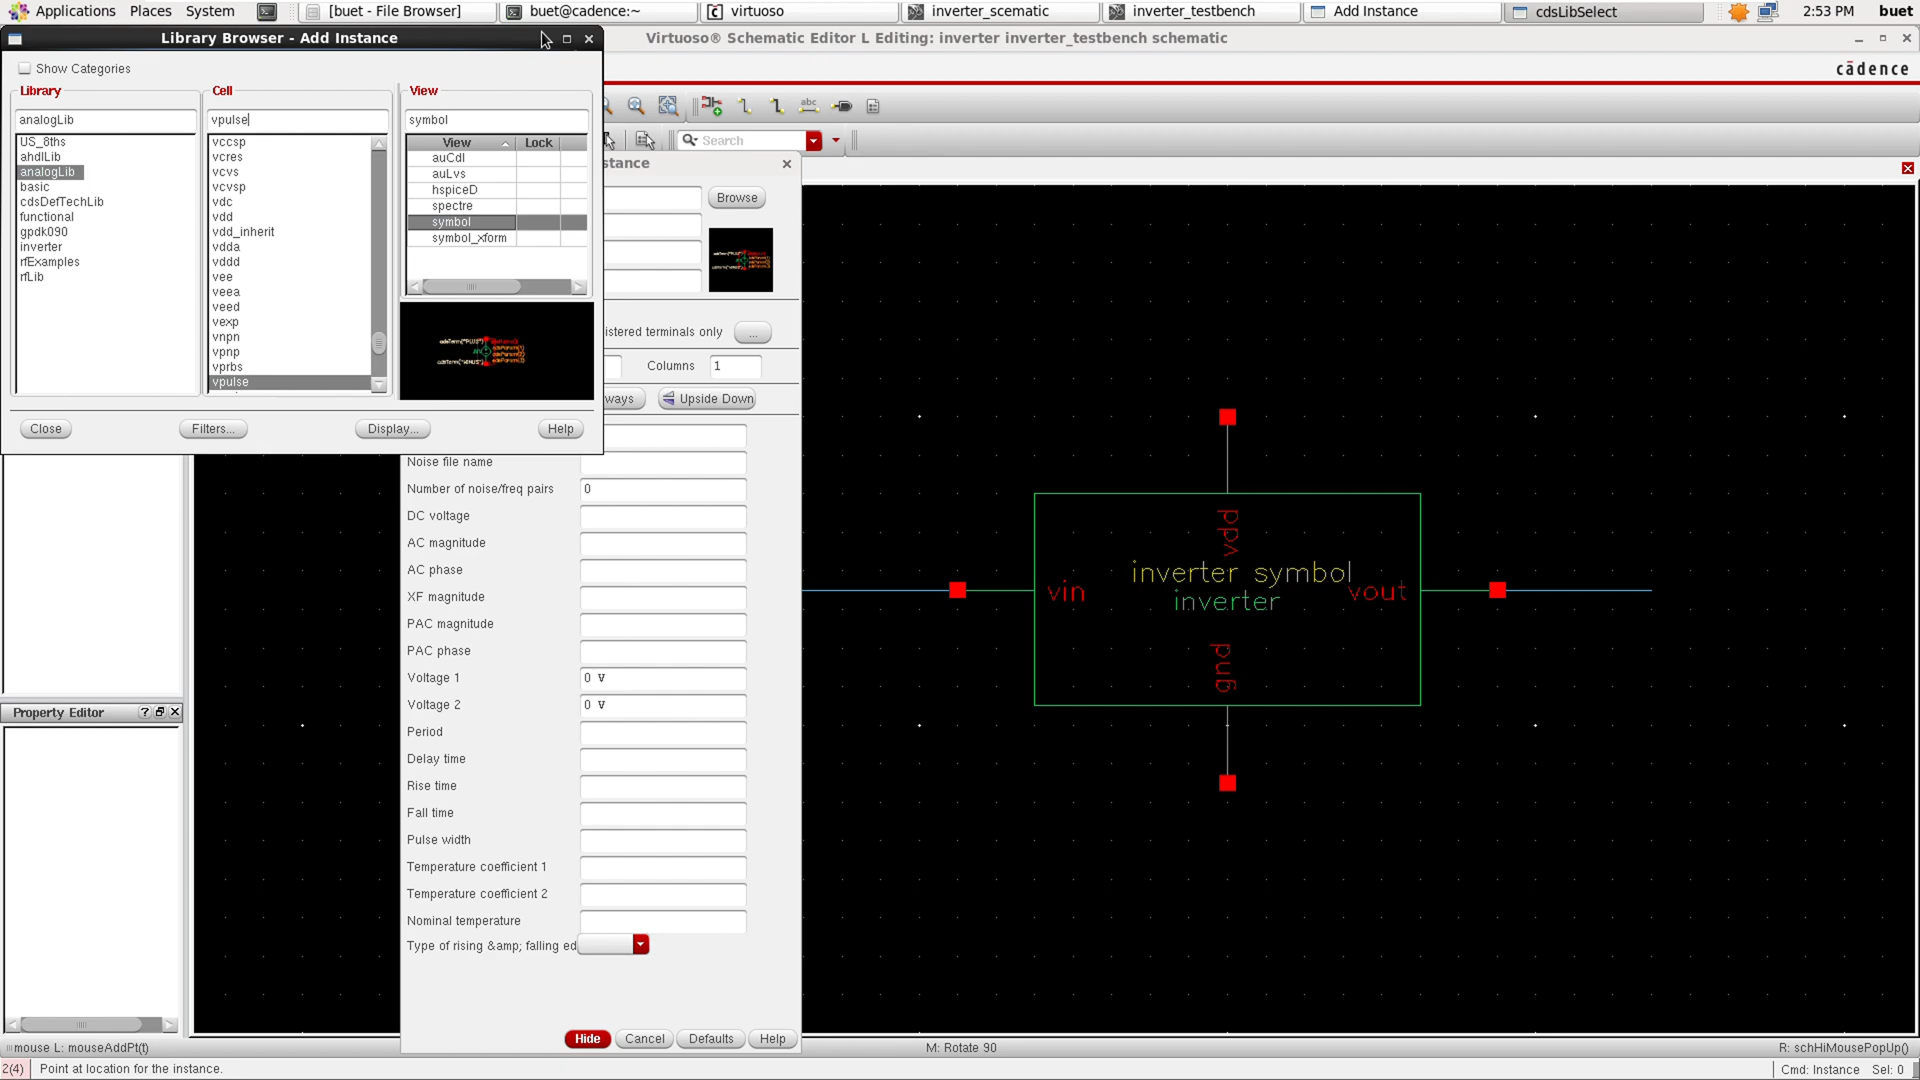 Applications Places System [buet - File Browser] buet@cadence:~ virtuoso inverter_scematic inverter_testbench Add Instance cdsLibSelect 2:53 PM buet
Library Browser - Add Instance
Virtuoso® Schematic Editor L Editing: inverter inverter_testbench schematic
Show Categories
cādence
Library
Cell
View
analogLib
vpulse
symbol
US_8ths
ahdlLib
analogLib
basic
cdsDefTechLib
functional
gpdk090
inverter
rfExamples
rfLib
vccsp
vcres
vcvs
vcvsp
vdc
vdd
vdd_inherit
vdda
vddd
vee
veea
veed
vexp
vnpn
vpnp
vprbs
vpulse
View Lock
auCdl
auLvs
hspiceD
spectre
symbol
symbol_xform
Close
Filters...
Display...
Help
abc
Search
stance
Browse
istered terminals only ...
Columns 1
ways
Upside Down
Noise file name
Number of noise/freq pairs 0
DC voltage
AC magnitude
AC phase
XF magnitude
PAC magnitude
PAC phase
Voltage 1 0 V
Voltage 2 0 V
Period
Delay time
Rise time
Fall time
Pulse width
Temperature coefficient 1
Temperature coefficient 2
Nominal temperature
Type of rising &amp; falling ed
Hide
Cancel
Defaults
Help
Property Editor
vdd
inverter symbol
vin
inverter
vout
gnd
mouse L: mouseAddPt(t)
M: Rotate 90
R: schHiMousePopUp()
2(4) Point at location for the instance.
Cmd: Instance Sel: 0